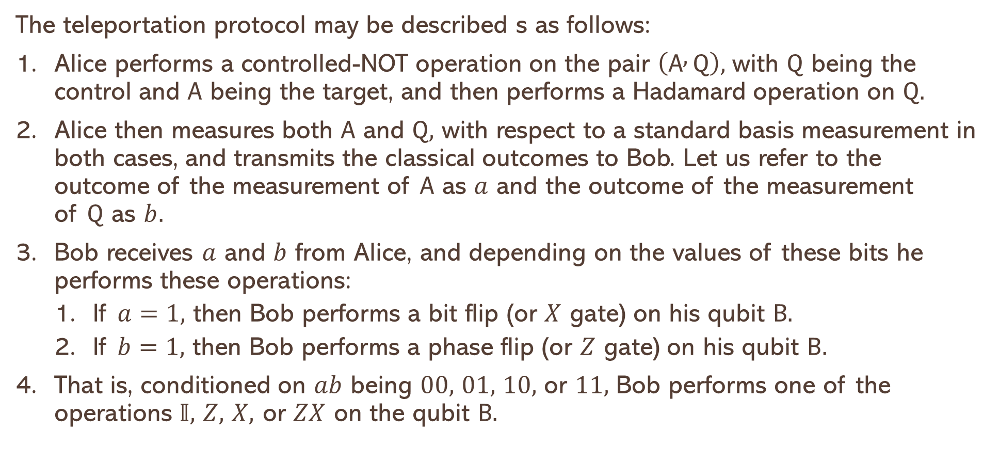 The teleportation protocol may be described s as follows:
1. Alice performs a controlled-NOT operation on the pair (A, Q), with Q being the
control and A being the target, and then performs a Hadamard operation on Q.
2. Alice then measures both A and Q, with respect to a standard basis measurement in
both cases, and transmits the classical outcomes to Bob. Let us refer to the
outcome of the measurement of A as a and the outcome of the measurement
of Q as b.
3. Bob receives a and b from Alice, and depending on the values of these bits he
performs these operations:
1. If a = 1, then Bob performs a bit flip (or X gate) on his qubit B.
2. If b = 1, then Bob performs a phase flip (or Z gate) on his qubit B.
4. That is, conditioned on ab being 00, 01, 10, or 11, Bob performs one of the
operations 𝕀, Z, X, or ZX on the qubit B.